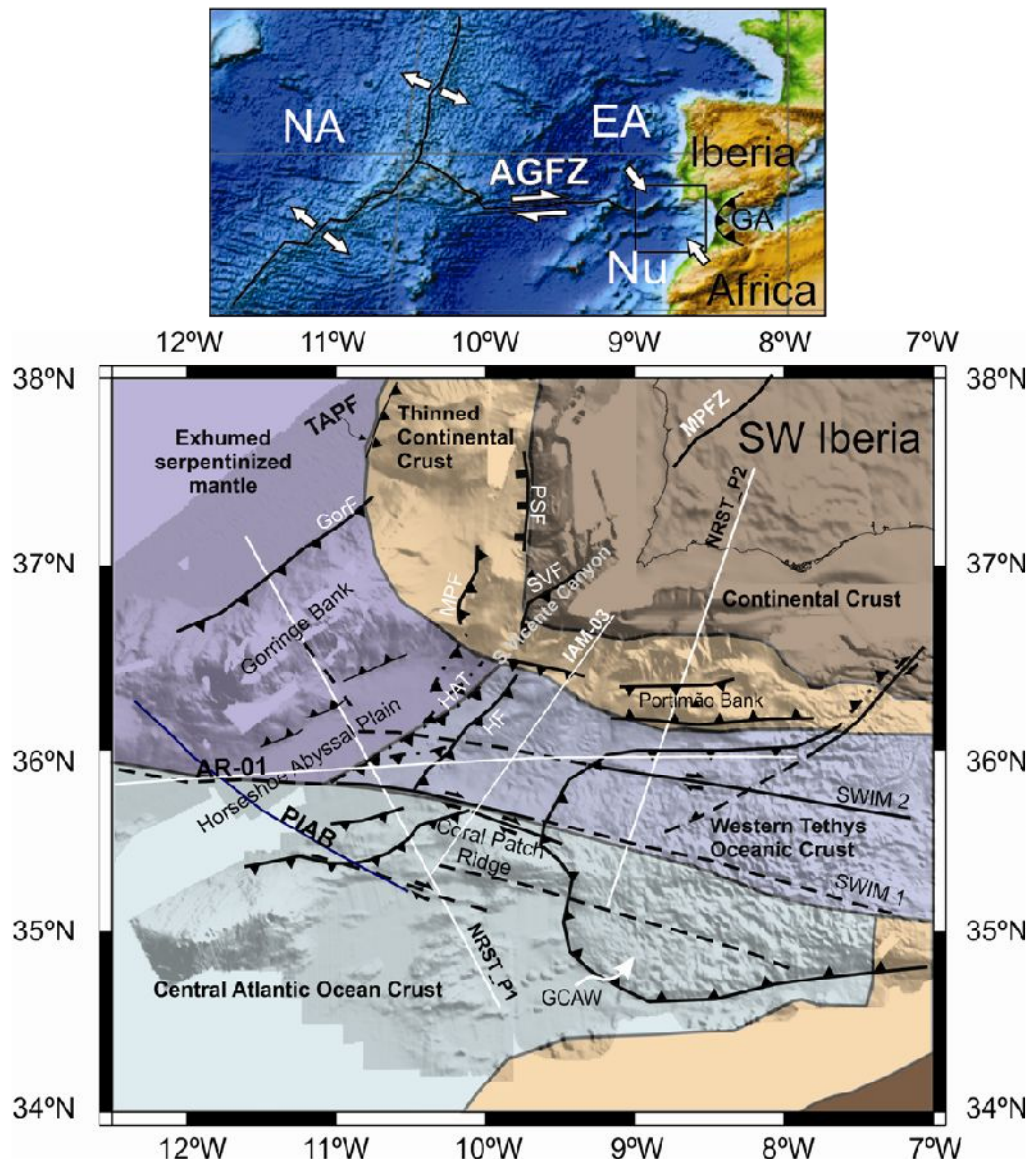 NA
EA
Iberia
AGFZ
GA
Nu
Africa
12ºW 11ºW 10ºW 9ºW 8ºW 7ºW
38ºN 38ºN
TAPF
Thinned
Continental
Crust
MPFZ
SW Iberia
Exhumed
serpentinized
mantle
GorF
PSF
NRST_P2
37ºN 37ºN
MPF
SVF
S. Vicente Canyon
IAM-03
Continental Crust
Gorringe Bank
HAT
HF
Portimão Bank
Horseshoe Abyssal Plain
36ºN 36ºN
AR-01
SWIM 2
PIAB
Coral Patch
Ridge
Western Tethys
Oceanic Crust
SWIM 1
35ºN 35ºN
NRST_P1
Central Atlantic Ocean Crust
GCAW
34ºN 34ºN
12ºW 11ºW 10ºW 9ºW 8ºW 7ºW